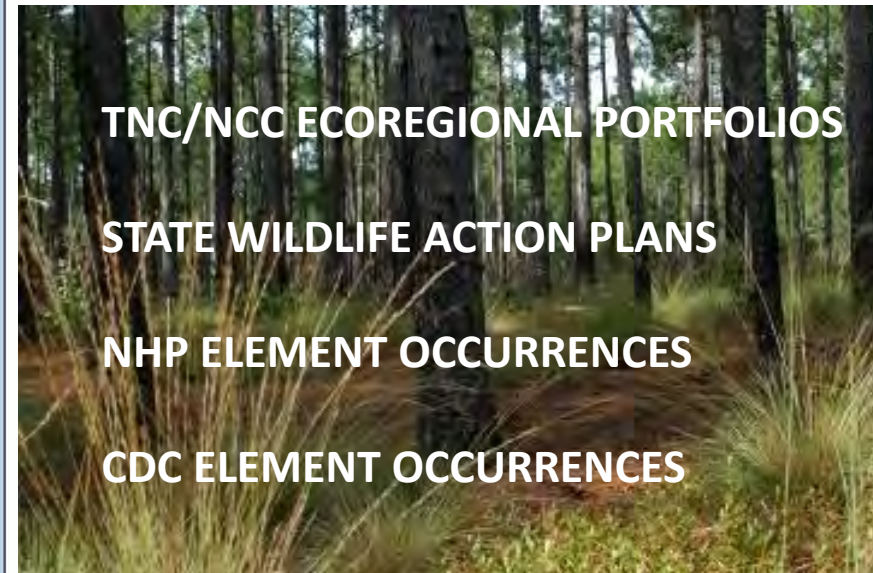 TNC/NCC ECOREGIONAL PORTFOLIOS
STATE WILDLIFE ACTION PLANS
NHP ELEMENT OCCURRENCES
CDC ELEMENT OCCURRENCES